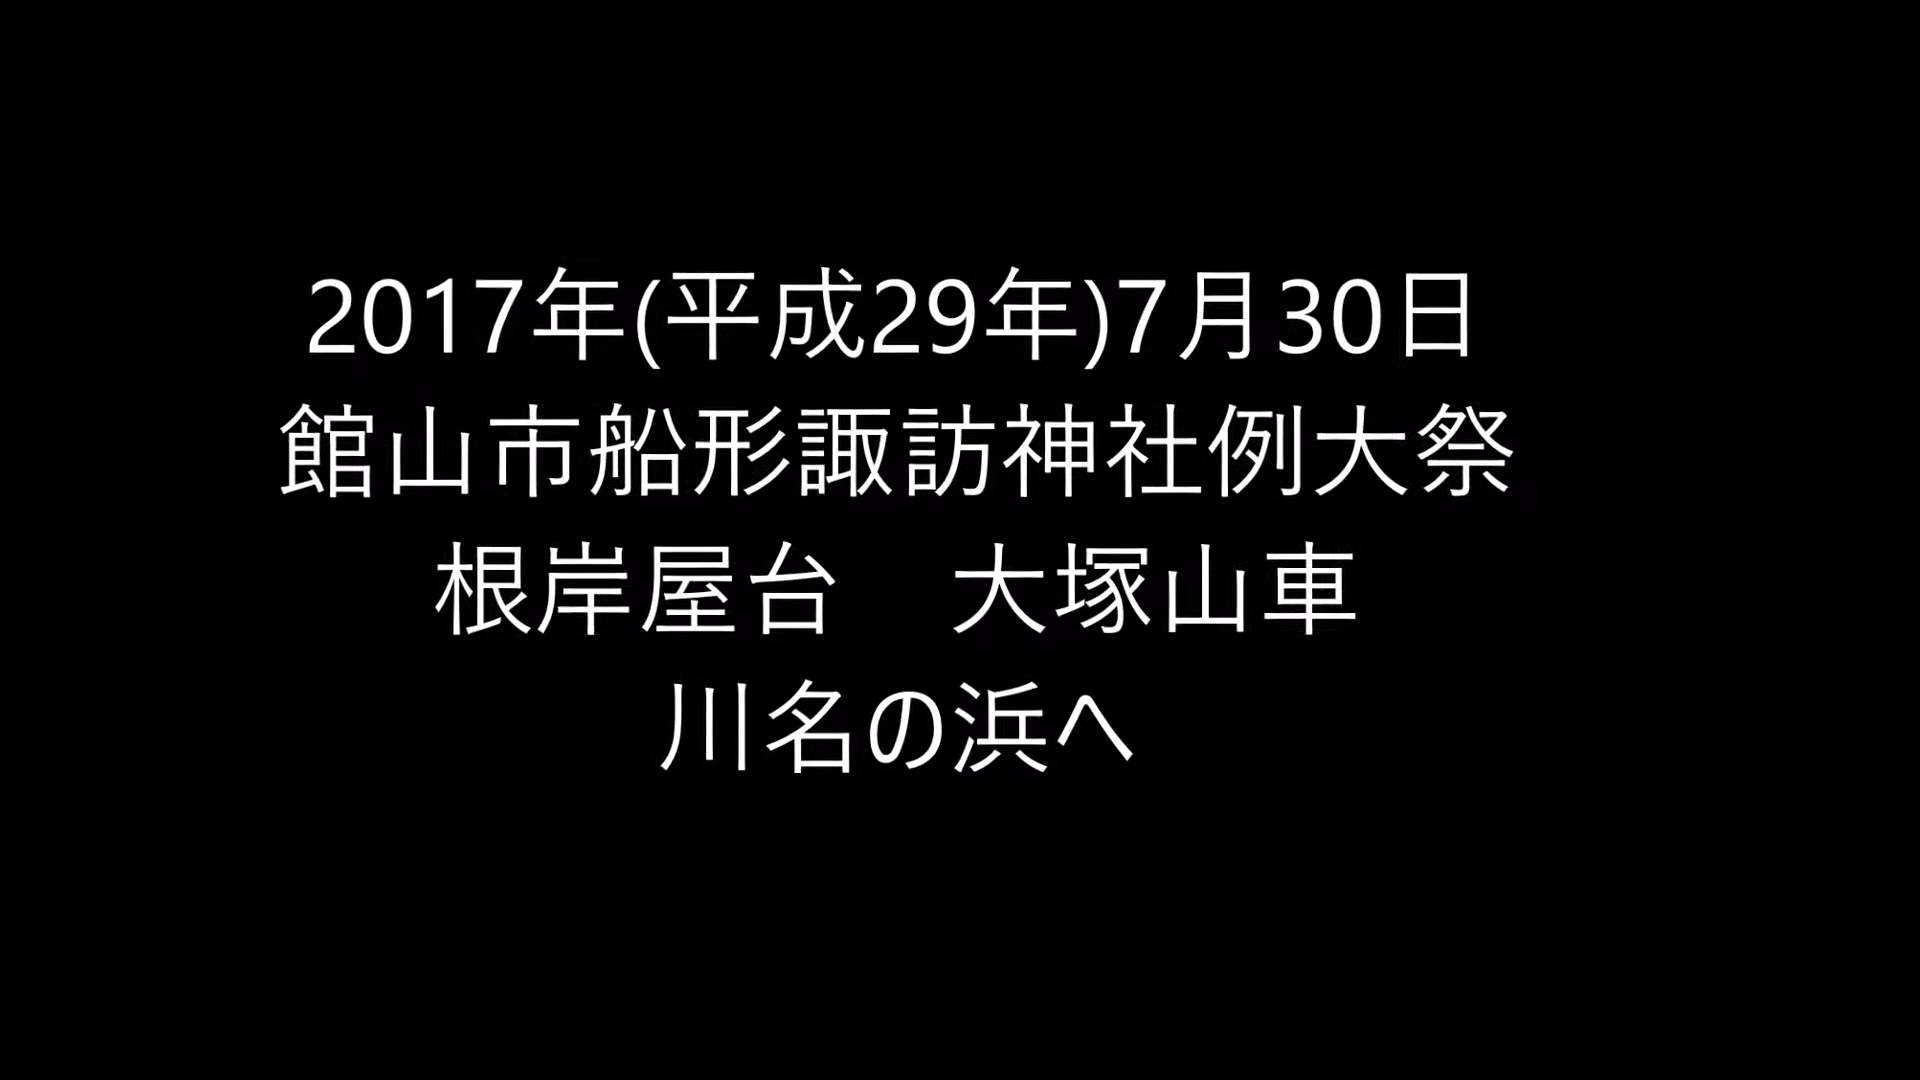 2017年(平成29年)7月30日
館山市船形諏訪神社例大祭
根岸屋台　大塚山車
川名の浜へ